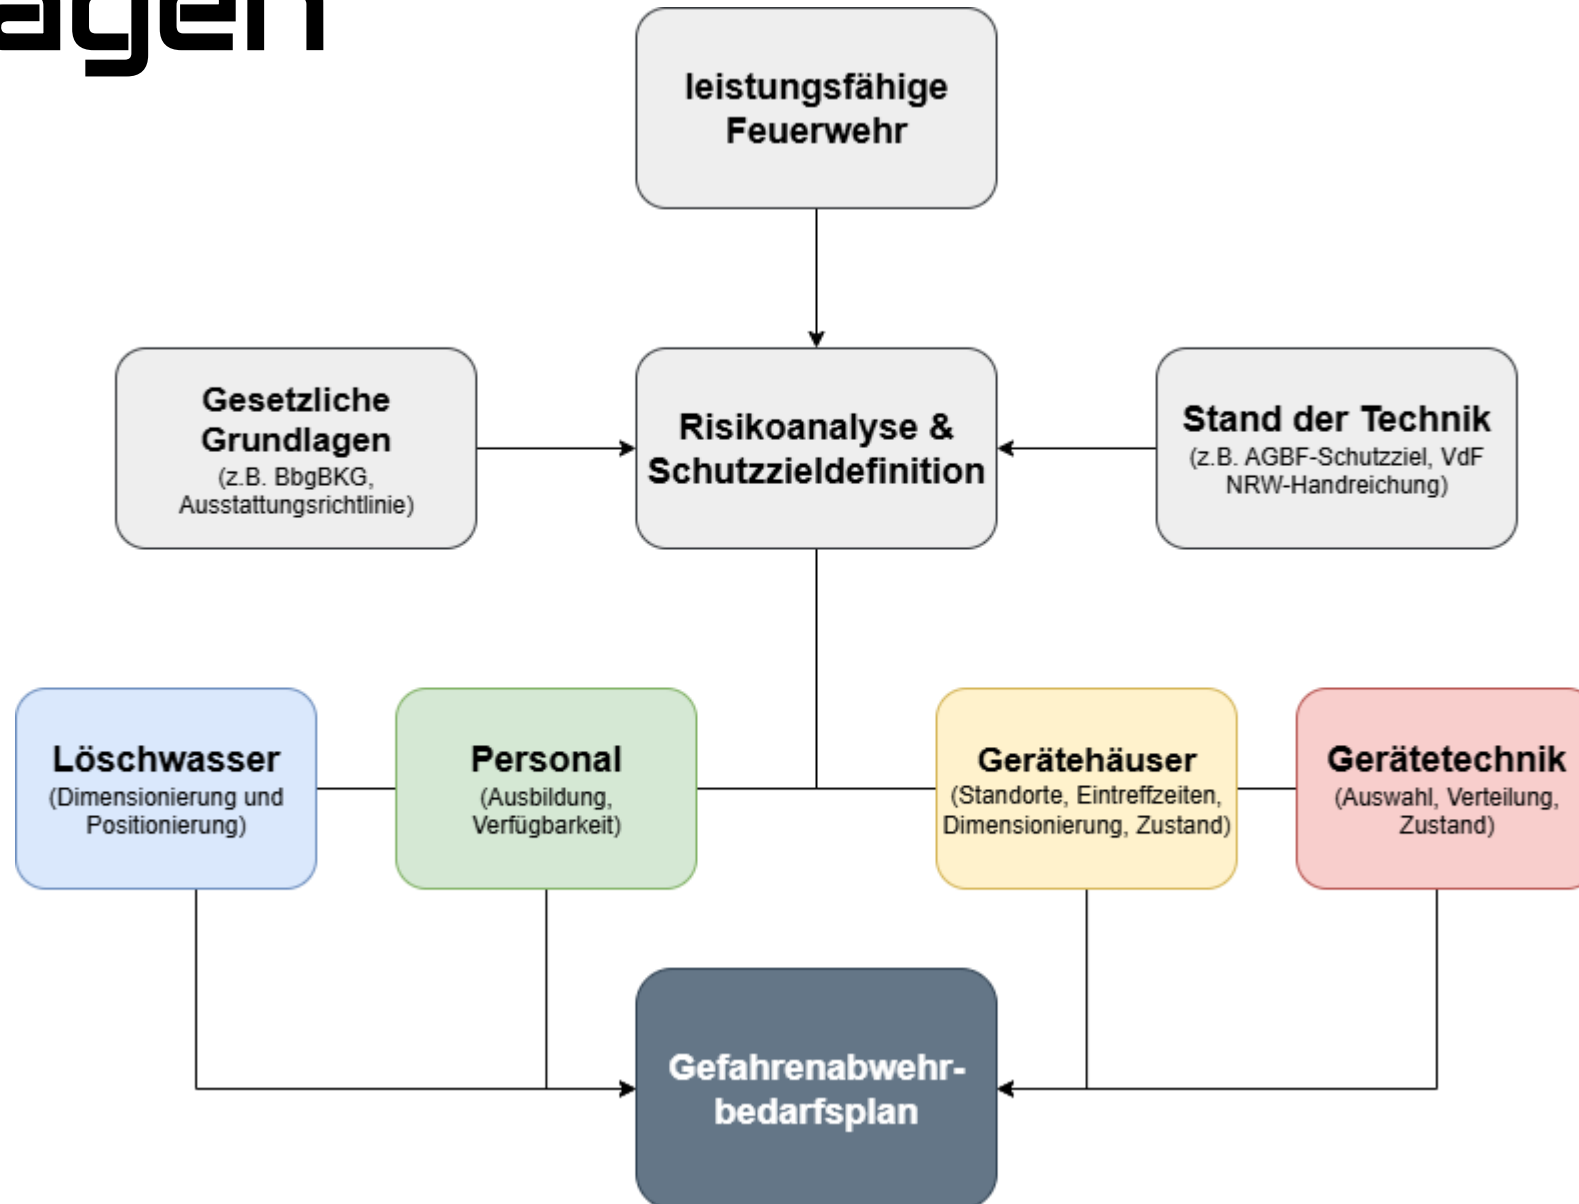 agen
leistungsfähige
Feuerwehr
Gesetzliche
Grundlagen
(z.B. BbgBKG,
Ausstattungsrichtlinie)
Risikoanalyse &
Schutzzieldefinition
Stand der Technik
(z.B. AGBF-Schutzziel, VdF
NRW-Handreichung)
Löschwasser
(Dimensionierung und
Positionierung)
Personal
(Ausbildung,
Verfügbarkeit)
Gerätehäuser
(Standorte, Eintreffzeiten,
Dimensionierung, Zustand)
Gerätetechnik
(Auswahl, Verteilung,
Zustand)
Gefahrenabwehr-
bedarfsplan